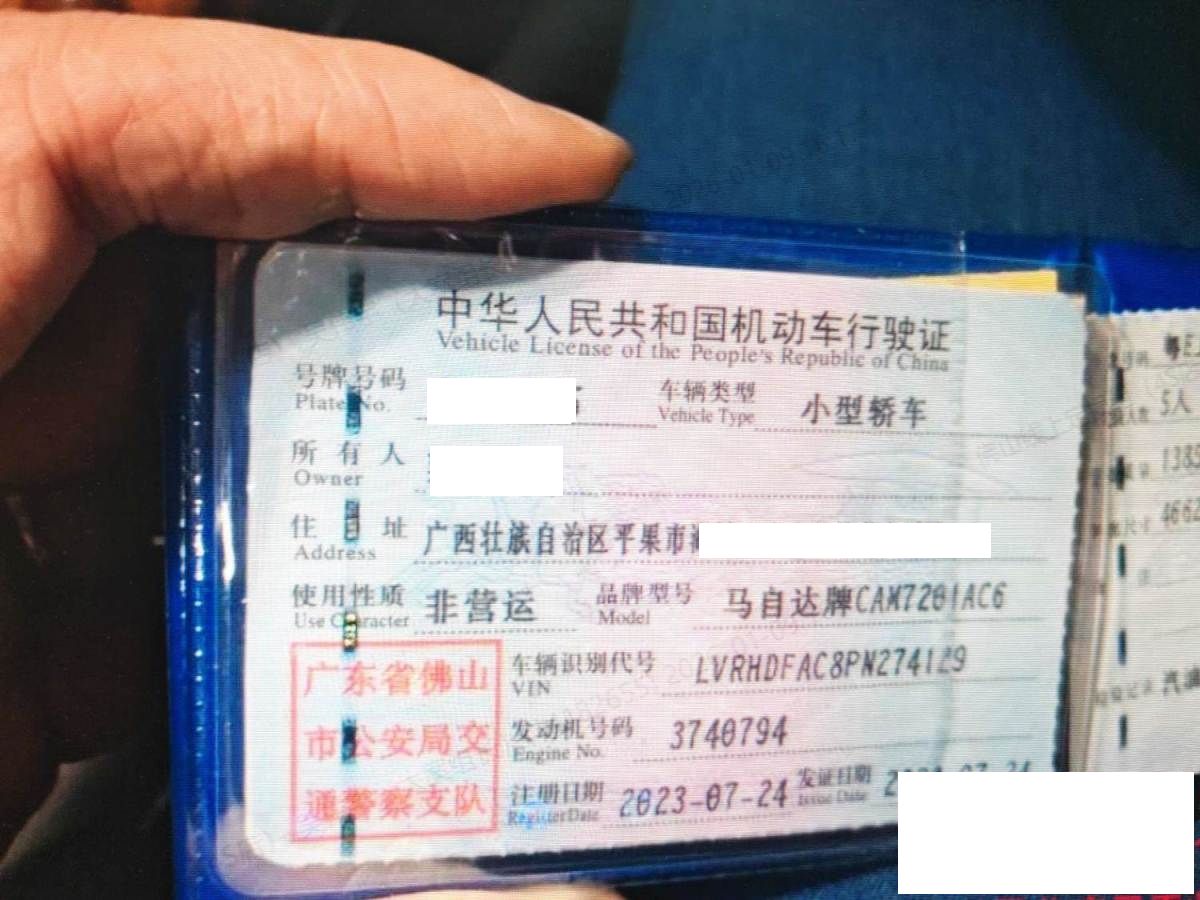 中华人民共和国机动车行驶证
Vehicle License of the People's Republic of China
号牌号码 车辆类型 小型轿车
Plate No. Vehicle Type
所有人
Owner
住址 广西壮族自治区平果市
Address
使用性质 非营运 品牌型号 马自达牌CAM7201AC6
Use Character Model
广东省佛山
市公安局交
通警察支队
车辆识别代号 LVRHDFAC8PN274129
VIN
发动机号码 3740794
Engine No.
注册日期 2023-07-24 发证日期
Register Date Issue Date
粤E
5人
汽油